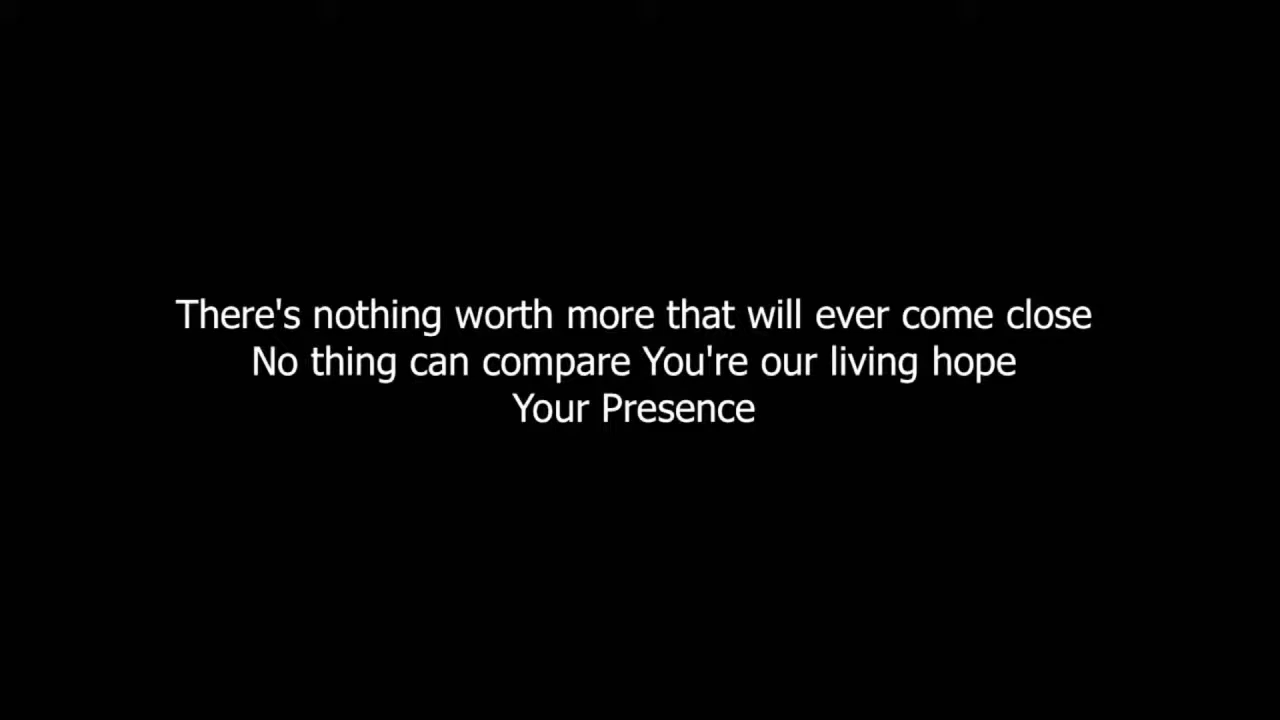 There's nothing worth more that will ever come close
No thing can compare You're our living hope
Your Presence